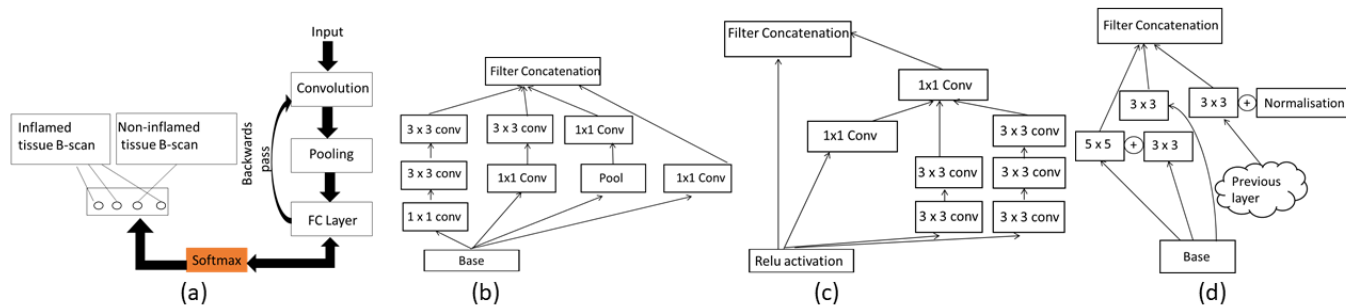 Input
Convolution
Pooling
FC Layer
Backwards
pass
Inflamed
tissue B-scan
Non-inflamed
tissue B-scan
Softmax
(a)
Filter Concatenation
3 x 3 conv
3 x 3 conv
1x1 Conv
3 x 3 conv
1x1 Conv
Pool
1x1 Conv
1 x 1 conv
Base
(b)
Filter Concatenation
1x1 Conv
1x1 Conv
3 x 3 conv
3 x 3 conv
3 x 3 conv
3 x 3 conv
3 x 3 conv
Relu activation
(c)
Filter Concatenation
3 x 3
3 x 3 + Normalisation
5 x 5 + 3 x 3
Previous
layer
Base
(d)